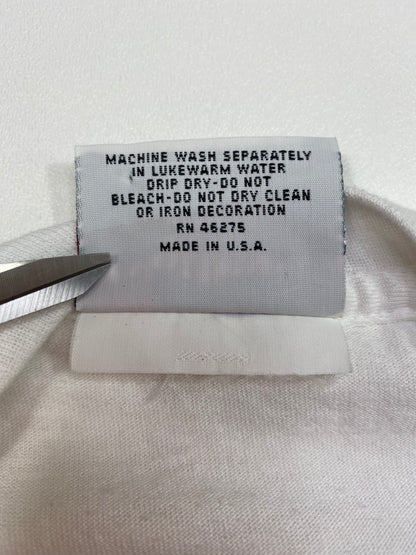 MACHINE WASH SEPARATELY
IN LUKEWARM WATER
DRIP DRY-DO NOT
BLEACH-DO NOT DRY CLEAN
OR IRON DECORATION
RN 46275
MADE IN U.S.A.